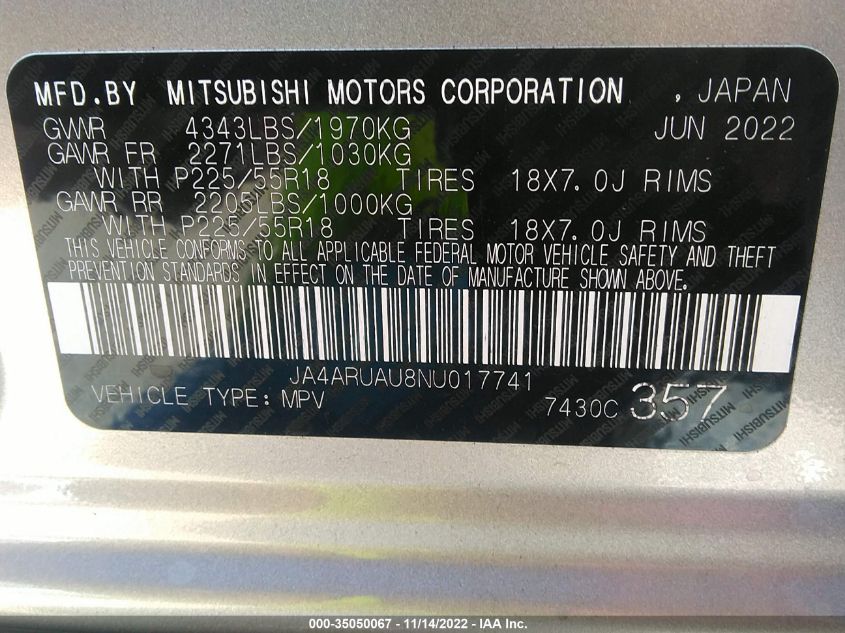 MFD.BY MITSUBISHI MOTORS CORPORATION , JAPAN
GVWR 4343LBS/1970KG JUN 2022
GAWR FR 2271LBS/1030KG
WITH P225/55R18 TIRES 18X7.0J RIMS
GAWR RR 2205LBS/1000KG
WITH P225/55R18 TIRES 18X7.0J RIMS
THIS VEHICLE CONFORMS TO ALL APPLICABLE FEDERAL MOTOR VEHICLE SAFETY AND THEFT
PREVENTION STANDARDS IN EFFECT ON THE DATE OF MANUFACTURE SHOWN ABOVE.
JA4ARUAU8NU017741
VEHICLE TYPE: MPV 7430C 357
000-35050067 - 11/14/2022 - IAA Inc.